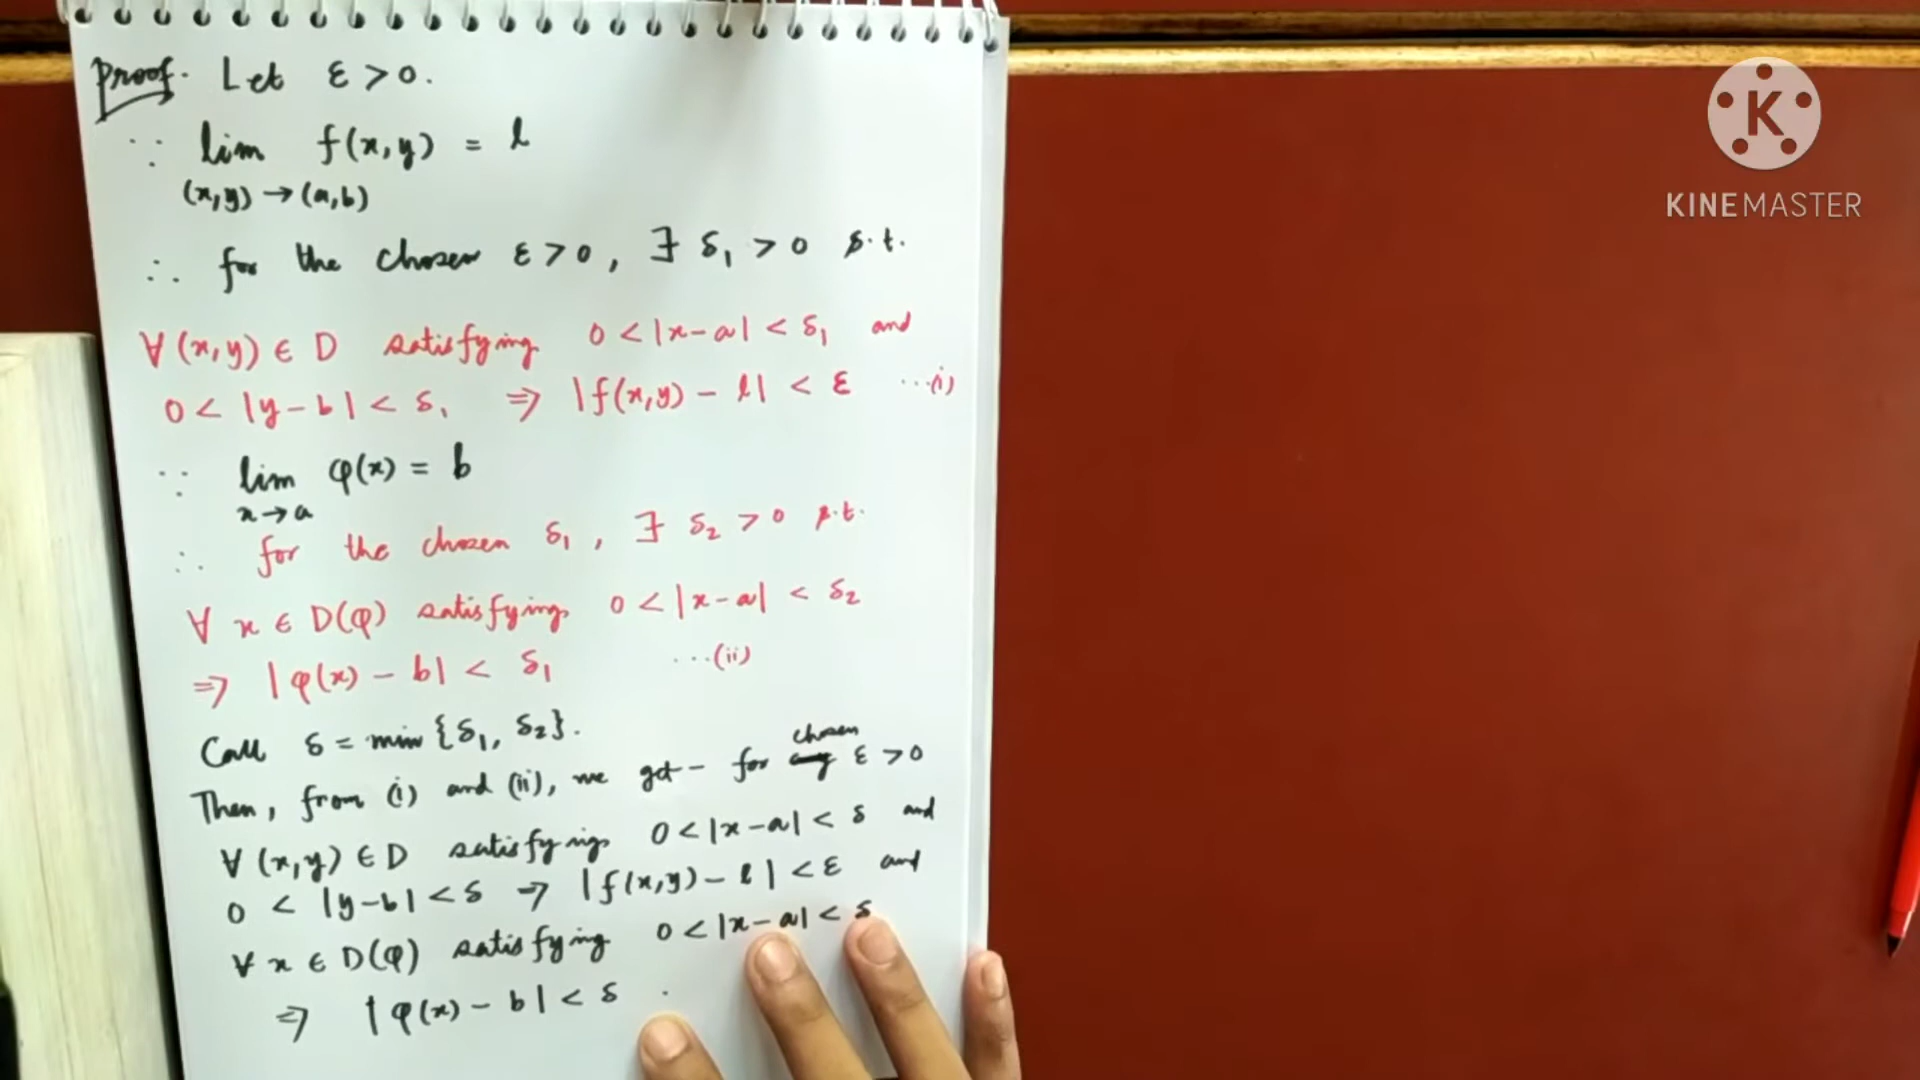 Proof. Let ε > 0.
∵ lim f(x,y) = l
(x,y) → (a,b)
∴ for the chosen ε > 0, ∃ δ₁ > 0 s.t.
∀ (x,y) ∈ D satisfying 0 < |x-a| < δ₁ and
0 < |y-b| < δ₁ ⇒ |f(x,y) - l| < ε ...(i)
∵ lim φ(x) = b
x → a
∴ for the chosen δ₁, ∃ δ₂ > 0 s.t.
∀ x ∈ D(φ) satisfying 0 < |x-a| < δ₂
⇒ |φ(x) - b| < δ₁ ...(ii)
Call δ = min {δ₁, δ₂}.
chosen
Then, from (i) and (ii), we get - for any ε > 0
∀ (x,y) ∈ D satisfying 0 < |x-a| < δ and
0 < |y-b| < δ ⇒ |f(x,y) - l| < ε and
∀ x ∈ D(φ) satisfying 0 < |x-a| < δ
⇒ |φ(x) - b| < δ .
K
KINEMASTER